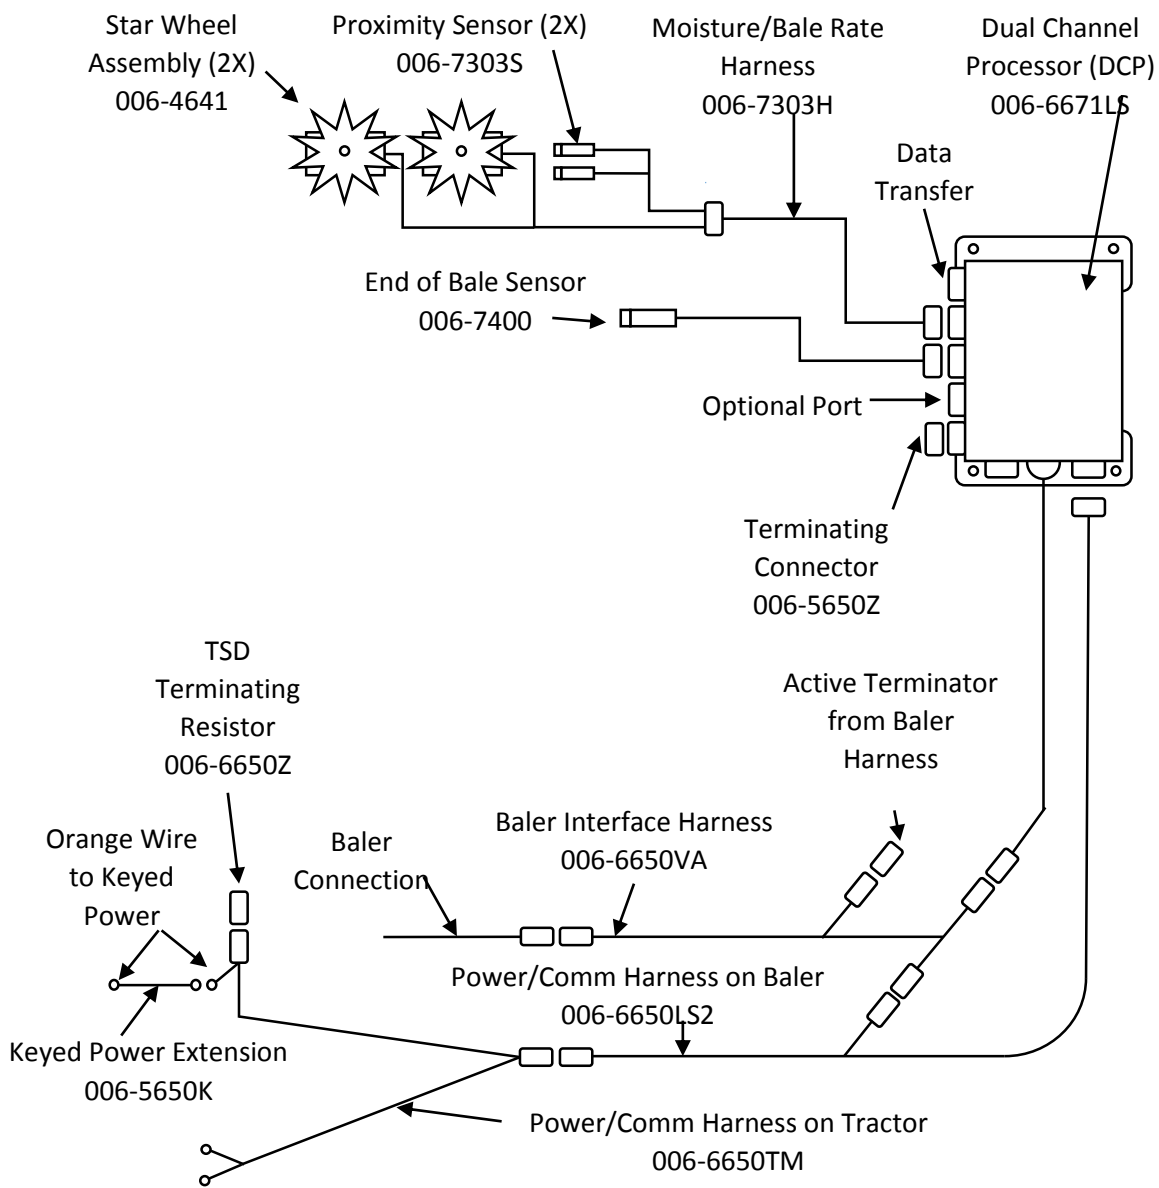 Star Wheel
Assembly (2X)
006-4641
Proximity Sensor (2X)
006-7303S
Moisture/Bale Rate
Harness
006-7303H
Dual Channel
Processor (DCP)
006-6671LS
Data
Transfer
End of Bale Sensor
006-7400
Optional Port
Terminating
Connector
006-5650Z
TSD
Terminating
Resistor
006-6650Z
Active Terminator
from Baler
Harness
Orange Wire
to Keyed
Power
Baler
Connection
Baler Interface Harness
006-6650VA
Power/Comm Harness on Baler
006-6650LS2
Keyed Power Extension
006-5650K
Power/Comm Harness on Tractor
006-6650TM